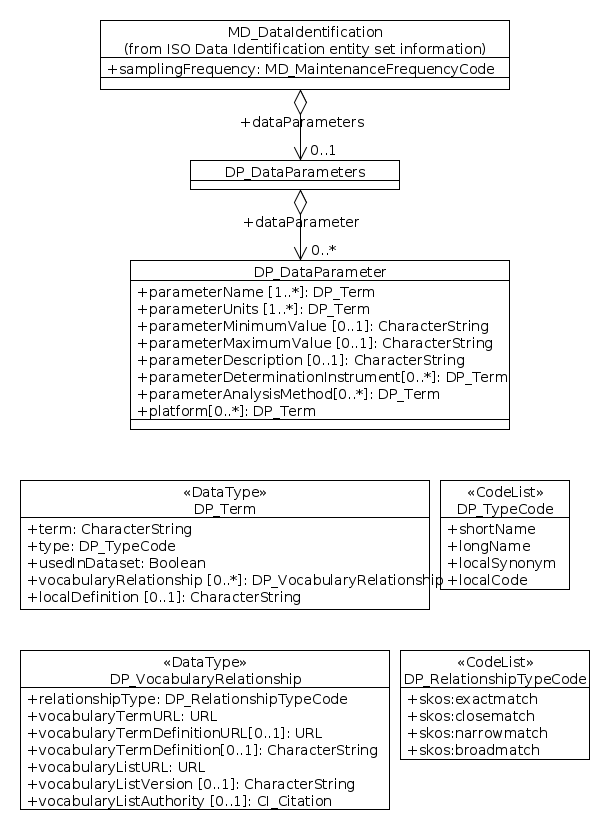 MD_DataIdentification
(from ISO Data Identification entity set information)
+samplingFrequency: MD_MaintenanceFrequencyCode
+dataParameters
0..1
DP_DataParameters
+dataParameter
0..*
DP_DataParameter
+parameterName [1..*]: DP_Term
+parameterUnits [1..*]: DP_Term
+parameterMinimumValue [0..1]: CharacterString
+parameterMaximumValue [0..1]: CharacterString
+parameterDescription [0..1]: CharacterString
+parameterDeterminationInstrument[0..*]: DP_Term
+parameterAnalysisMethod[0..*]: DP_Term
+platform[0..*]: DP_Term
«DataType»
DP_Term
+term: CharacterString
+type: DP_TypeCode
+usedInDataset: Boolean
+vocabularyRelationship [0..*]: DP_VocabularyRelationship
+localDefinition [0..1]: CharacterString
«CodeList»
DP_TypeCode
+shortName
+longName
+localSynonym
+localCode
«DataType»
DP_VocabularyRelationship
+relationshipType: DP_RelationshipTypeCode
+vocabularyTermURL: URL
+vocabularyTermDefinitionURL[0..1]: URL
+vocabularyTermDefinition[0..1]: CharacterString
+vocabularyListURL: URL
+vocabularyListVersion [0..1]: CharacterString
+vocabularyListAuthority [0..1]: CI_Citation
«CodeList»
DP_RelationshipTypeCode
+skos:exactmatch
+skos:closematch
+skos:narrowmatch
+skos:broadmatch